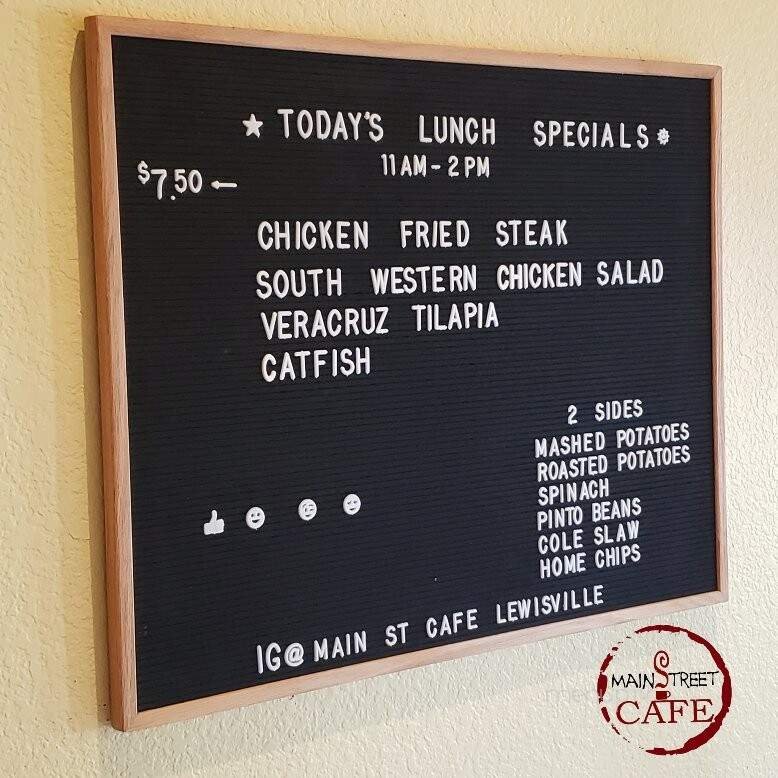 ★ TODAY'S LUNCH SPECIALS
11AM - 2PM
$7.50 ←
CHICKEN FRIED STEAK
SOUTH WESTERN CHICKEN SALAD
VERACRUZ TILAPIA
CATFISH
2 SIDES
MASHED POTATOES
ROASTED POTATOES
SPINACH
PINTO BEANS
COLE SLAW
HOME CHIPS
IG@ MAIN ST CAFE LEWISVILLE
MAIN STREET
CAFE